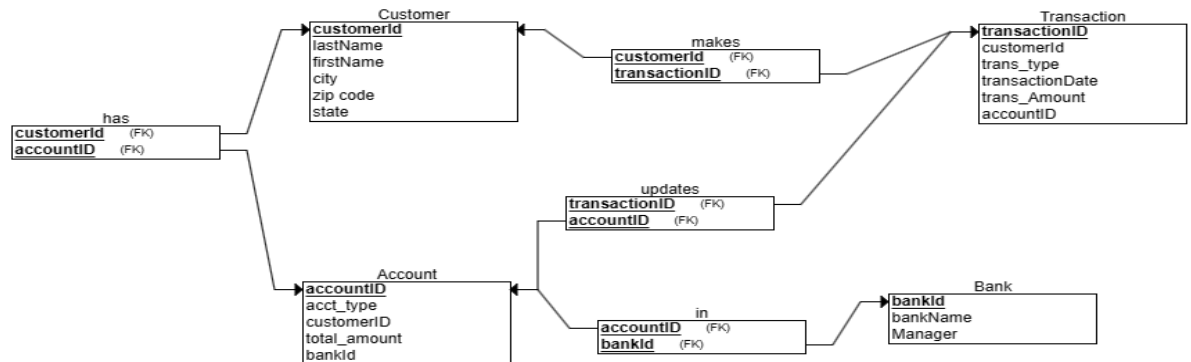 Customer
customerId
lastName
firstName
city
zip code
state
makes
customerId (FK)
transactionID (FK)
Transaction
transactionID
customerId
trans_type
transactionDate
trans_Amount
accountID
has
customerId (FK)
accountID (FK)
updates
transactionID (FK)
accountID (FK)
Account
accountID
acct_type
customerID
total_amount
bankId
in
accountID (FK)
bankId (FK)
Bank
bankId
bankName
Manager